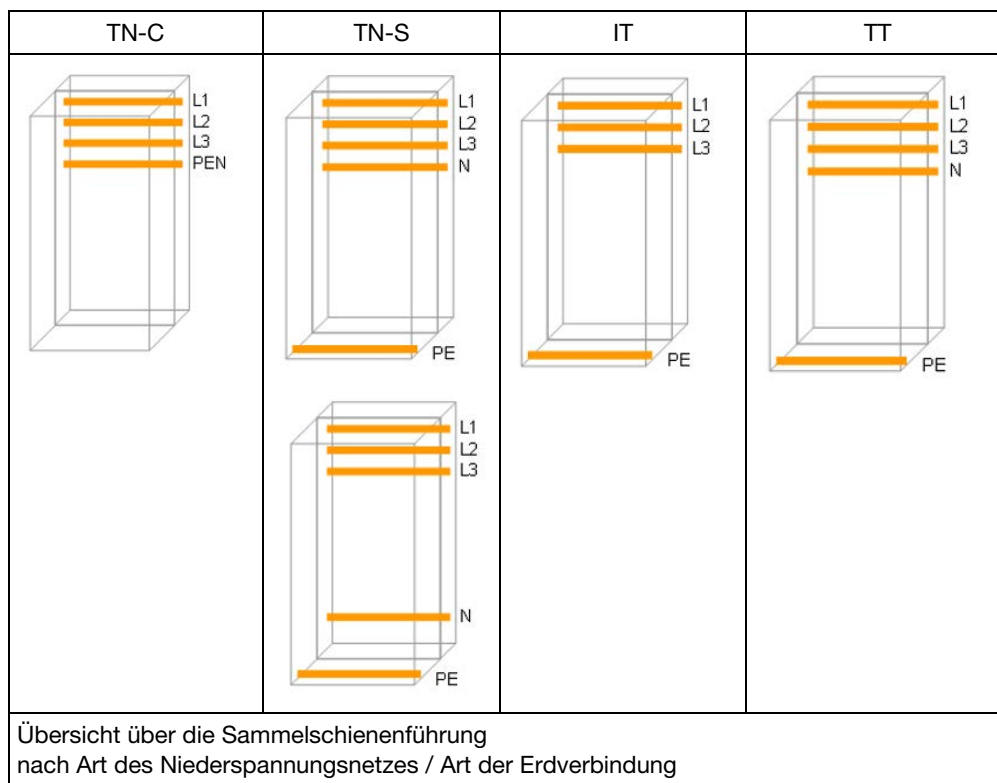 TN-C
TN-S
IT
TT
L1
L2
L3
PEN
L1
L2
L3
N
PE
L1
L2
L3
N
PE
L1
L2
L3
PE
L1
L2
L3
N
PE
Übersicht über die Sammelschienenführung
nach Art des Niederspannungsnetzes / Art der Erdverbindung